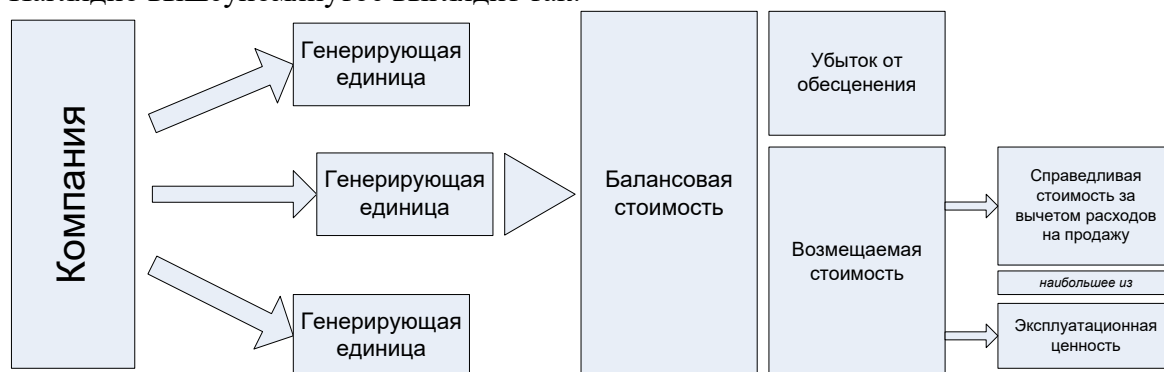 Компания
Генерирующая
единица
Генерирующая
единица
Генерирующая
единица
Балансовая
стоимость
Убыток от
обесценения
Возмещаемая
стоимость
Справедливая
стоимость за
вычетом расходов
на продажу
наибольшее из
Эксплуатационная
ценность